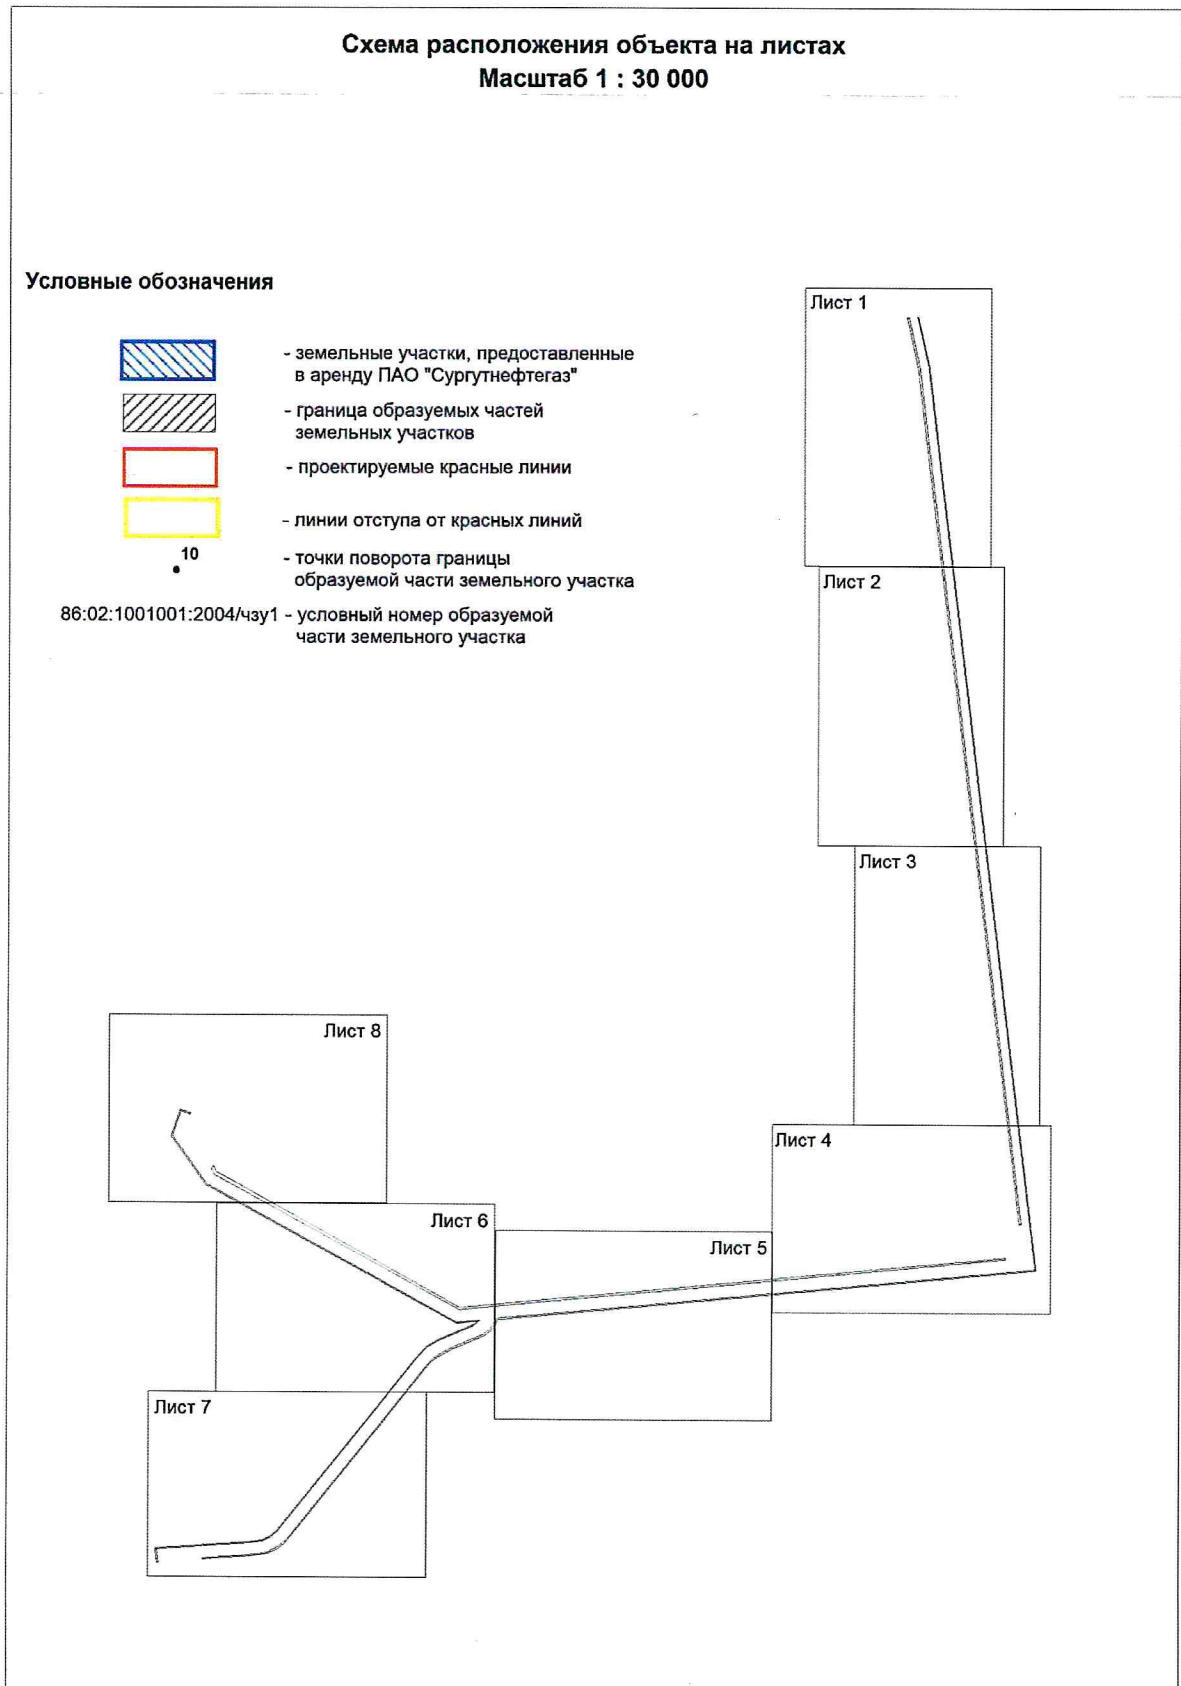 Схема расположения объекта на листах
Масштаб 1 : 30 000
Условные обозначения
- земельные участки, предоставленные
в аренду ПАО "Сургутнефтегаз"
- граница образуемых частей
земельных участков
- проектируемые красные линии
- линии отступа от красных линий
10
- точки поворота границы
образуемой части земельного участка
86:02:1001001:2004/чзу1 - условный номер образуемой
части земельного участка
Лист 1
Лист 2
Лист 3
Лист 4
Лист 5
Лист 6
Лист 7
Лист 8